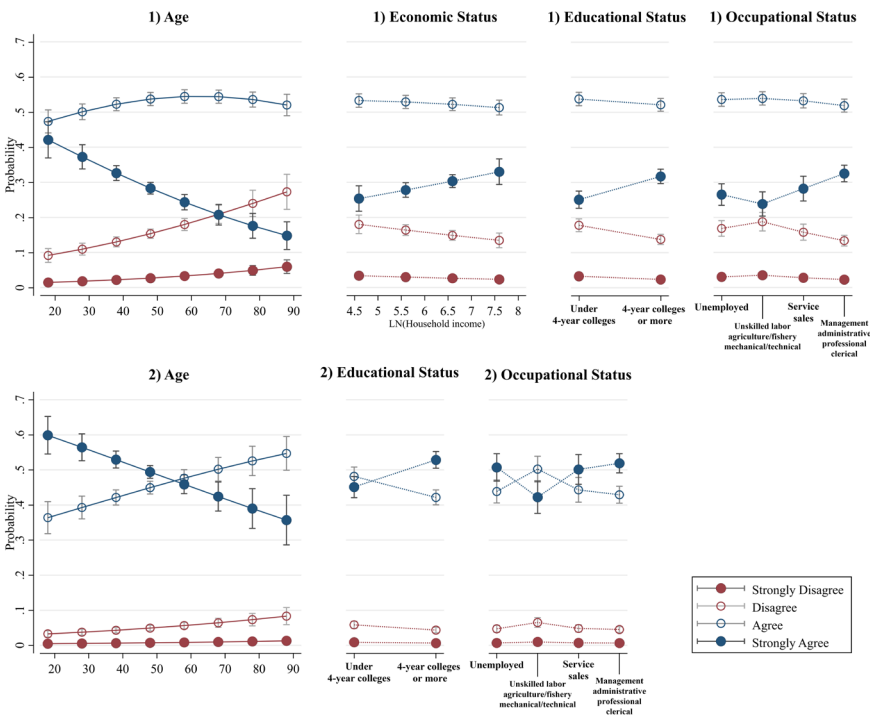 1) Age
1) Economic Status
1) Educational Status
1) Occupational Status
Probability
.7
.6
.5
.4
.3
.2
.1
0
20 30 40 50 60 70 80 90
4.5 5 5.5 6 6.5 7 7.5 8
LN(Household income)
Under
4-year colleges
4-year colleges
or more
Unemployed
Unskilled labor
agriculture/fishery
mechanical/technical
Service
sales
Management
administrative
professional
clerical
2) Age
2) Educational Status
2) Occupational Status
Probability
.7
.6
.5
.4
.3
.2
.1
0
20 30 40 50 60 70 80 90
Under
4-year colleges
4-year colleges
or more
Unemployed
Unskilled labor
agriculture/fishery
mechanical/technical
Service
sales
Management
administrative
professional
clerical
Strongly Disagree
Disagree
Agree
Strongly Agree